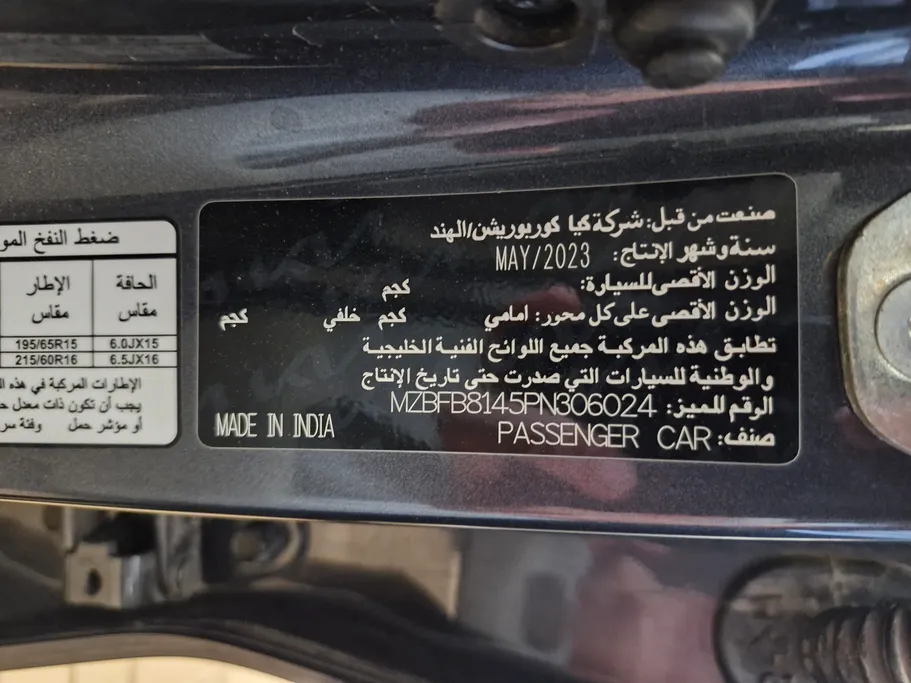 صنعت من قبل: شركة كيا كوربوريشن/الهند
سنة وشهر الإنتاج: MAY/2023
الوزن الأقصى للسيارة: كجم
الوزن الأقصى على كل محور: امامي كجم خلفي كجم
تطابق هذه المركبة جميع اللوائح الفنية الخليجية
والوطنية للسيارات التي صدرت حتى تاريخ الإنتاج
الرقم المميز: MZBFB8145PN306024
صنف: PASSENGER CAR
MADE IN INDIA
ضغط النفخ
الحافة الإطار
مقاس مقاس
6.0JX15 195/65R15
6.5JX16 215/60R16
الإطارات المركبة في هذه
يجب أن تكون ذات معدل
أو مؤشر حمل وفئة